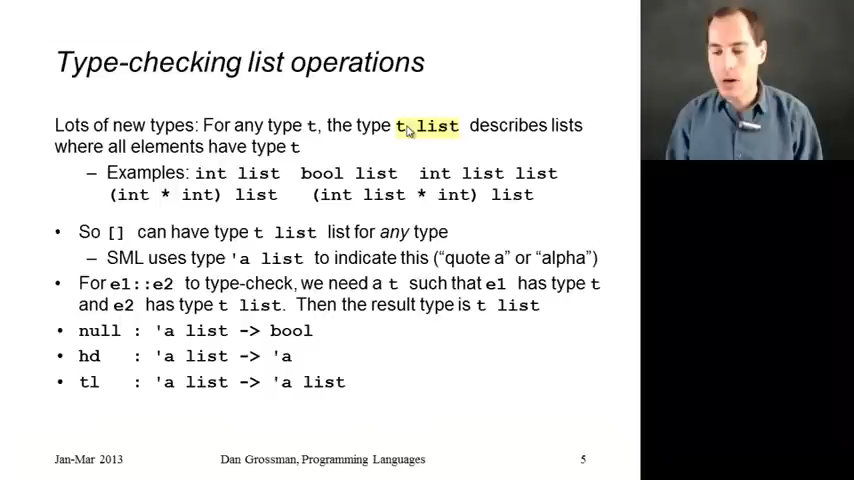 Type-checking list operations
Lots of new types: For any type t, the type t list describes lists
where all elements have type t
– Examples: int list bool list int list list
(int * int) list (int list * int) list
• So [] can have type t list list for any type
– SML uses type 'a list to indicate this (“quote a” or “alpha”)
• For e1::e2 to type-check, we need a t such that e1 has type t
and e2 has type t list. Then the result type is t list
• null : 'a list -> bool
• hd : 'a list -> 'a
• tl : 'a list -> 'a list
Jan-Mar 2013 Dan Grossman, Programming Languages 5